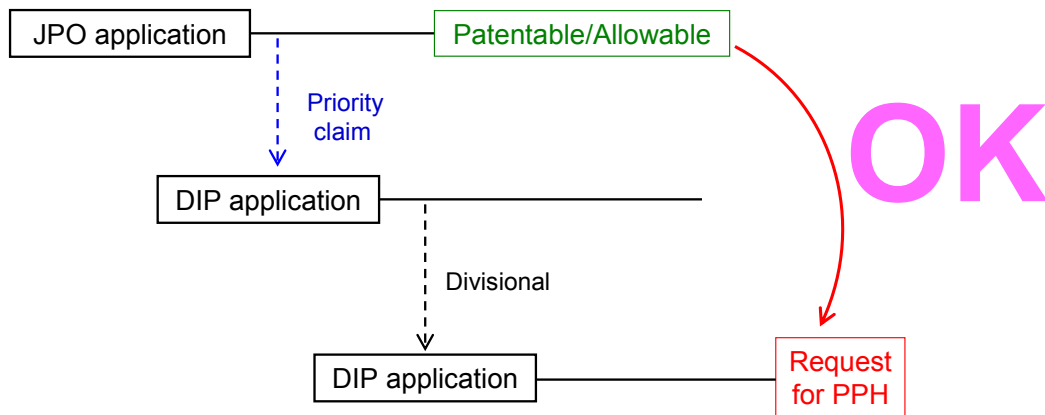 JPO application
Patentable/Allowable
Priority
claim
OK
DIP application
Divisional
DIP application
Request
for PPH